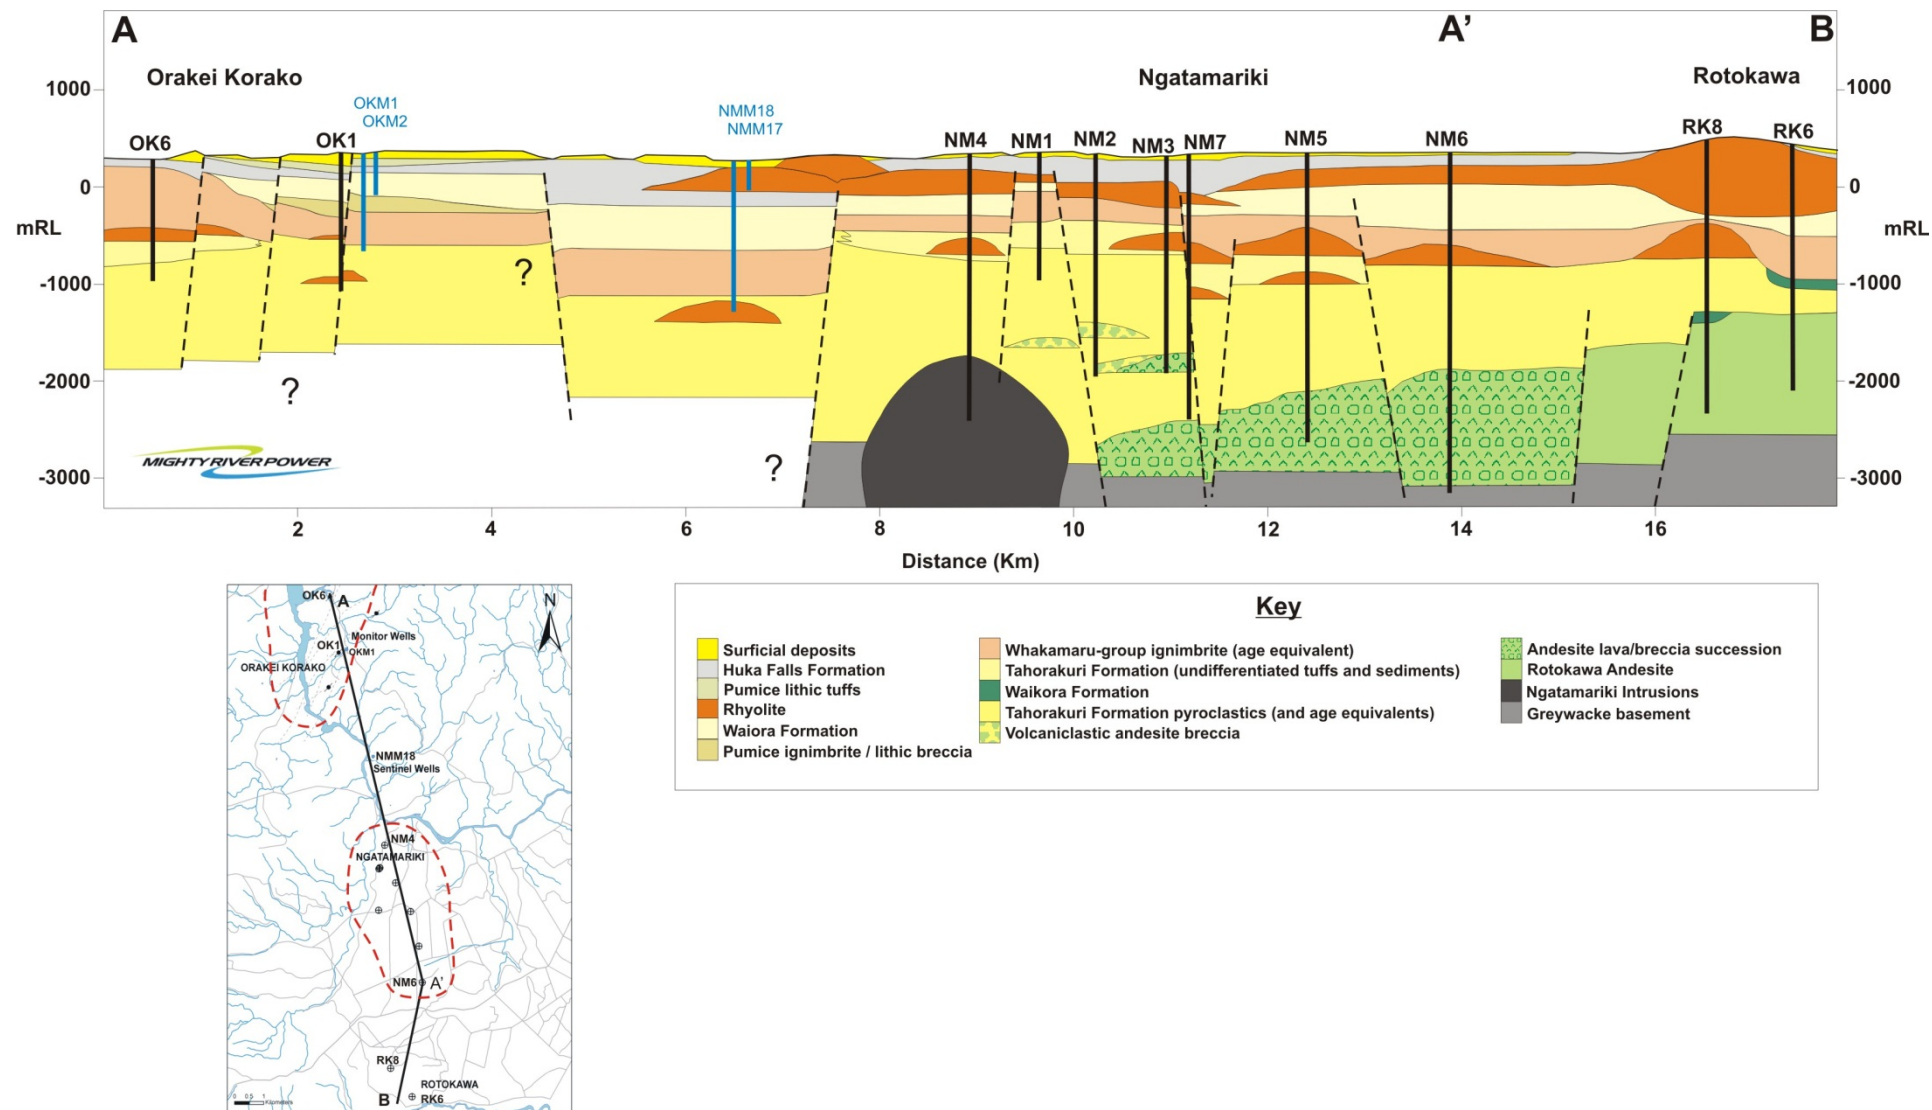 A
A'
B
Orakei Korako
Ngatamariki
Rotokawa
1000
1000
OKM1
OKM2
NMM18
NMM17
OK6
OK1
NM4
NM1
NM2
NM3
NM7
NM5
NM6
RK8
RK6
0
0
mRL
mRL
?
-1000
-1000
-2000
-2000
?
MIGHTY RIVER POWER
?
-3000
-3000
2
4
6
8
10
12
14
16
Distance (Km)
Key
Surficial deposits
Huka Falls Formation
Pumice lithic tuffs
Rhyolite
Waiora Formation
Pumice ignimbrite / lithic breccia
Whakamaru-group ignimbrite (age equivalent)
Tahorakuri Formation (undifferentiated tuffs and sediments)
Waikora Formation
Tahorakuri Formation pyroclastics (and age equivalents)
Volcaniclastic andesite breccia
Andesite lava/breccia succession
Rotokawa Andesite
Ngatamariki Intrusions
Greywacke basement
OK6
A
N
Monitor Wells
OK1
OKM1
ORAKEI KORAKO
NMM18
Sentinel Wells
NM4
NGATAMARIKI
NM6
A'
RK8
ROTOKAWA
RK6
B
0 0.5 1
Kilometers